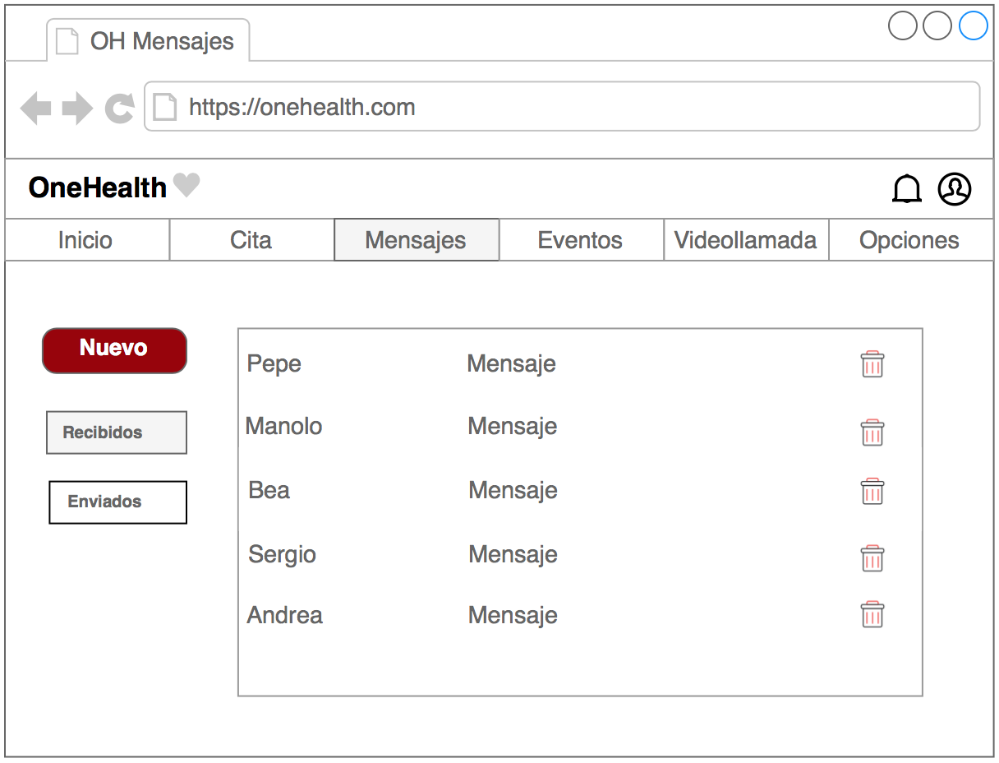 OH Mensajes
https://onehealth.com
OneHealth
Inicio Cita Mensajes Eventos Videollamada Opciones
Nuevo
Recibidos
Enviados
Pepe Mensaje
Manolo Mensaje
Bea Mensaje
Sergio Mensaje
Andrea Mensaje